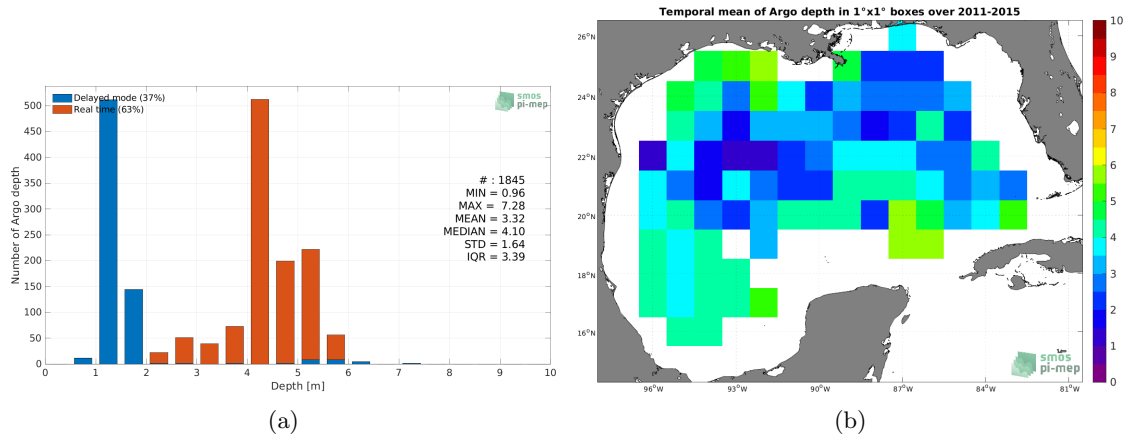 Delayed mode (37%)
Real time (63%)
smos
pi-mep
# : 1845
MIN = 0.96
MAX = 7.28
MEAN = 3.32
MEDIAN = 4.10
STD = 1.64
IQR = 3.39
Number of Argo depth
500
450
400
350
300
250
200
150
100
50
0
0 1 2 3 4 5 6 7 8 9 10
Depth [m]
(a)
Temporal mean of Argo depth in 1°x1° boxes over 2011-2015
26°N
24°N
22°N
20°N
18°N
16°N
96°W 93°W 90°W 87°W 84°W 81°W
smos
pi-mep
10
9
8
7
6
5
4
3
2
1
0
(b)